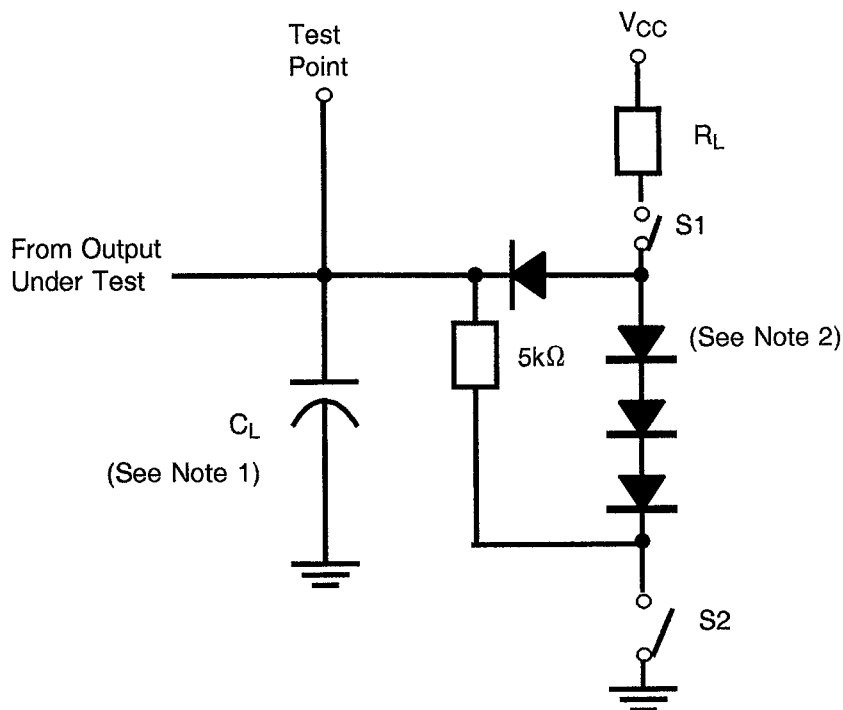 Test
Point
VCC
RL
S1
From Output
Under Test
(See Note 2)
5kΩ
CL
(See Note 1)
S2